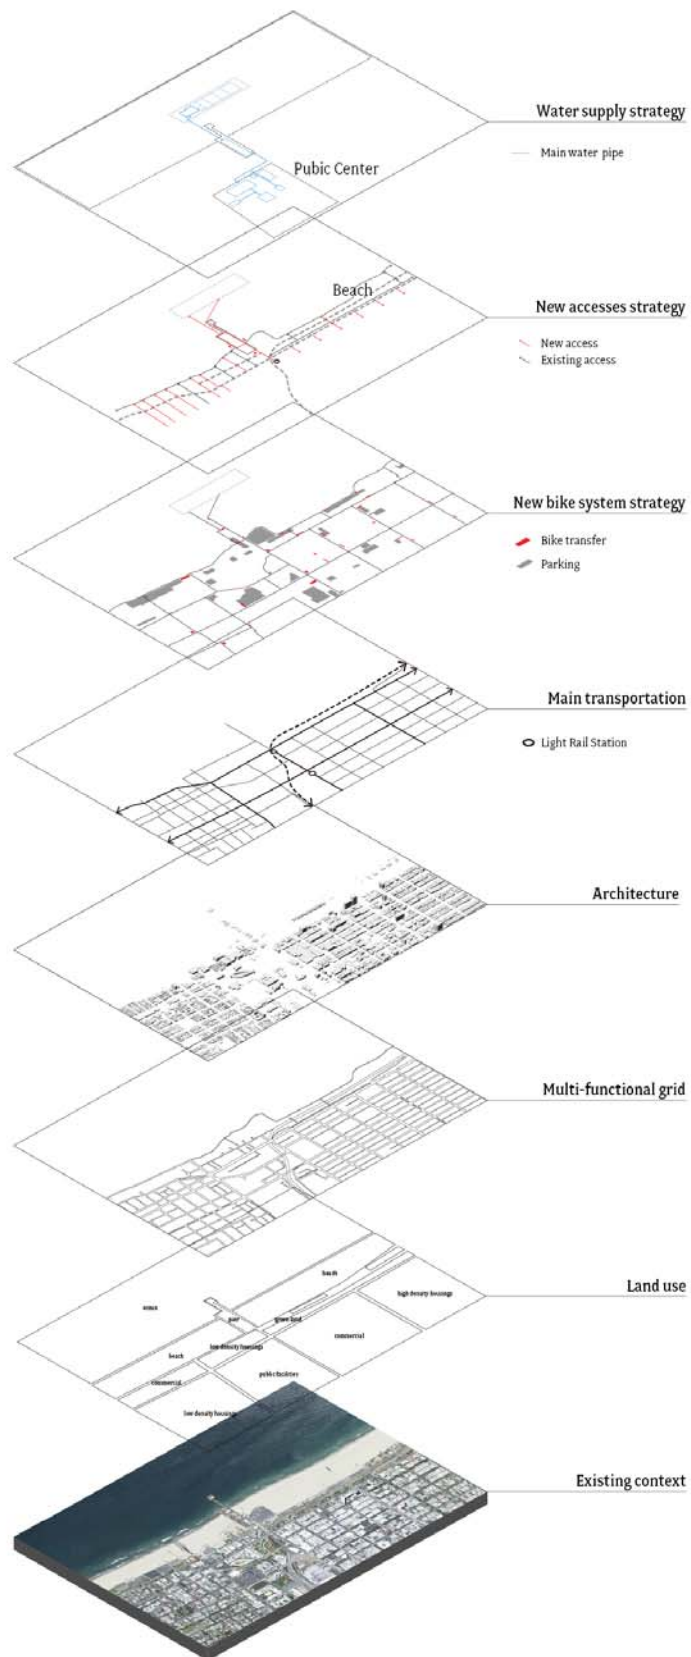 Water supply strategy
Main water pipe
Pubic Center
Beach
New accesses strategy
New access
Existing access
New bike system strategy
Bike transfer
Parking
Main transportation
Light Rail Station
Architecture
Multi-functional grid
Land use
beach
high density housings
ocean
pier
green land
commercial
low density housings
beach
public facilities
commercial
low density housings
Existing context